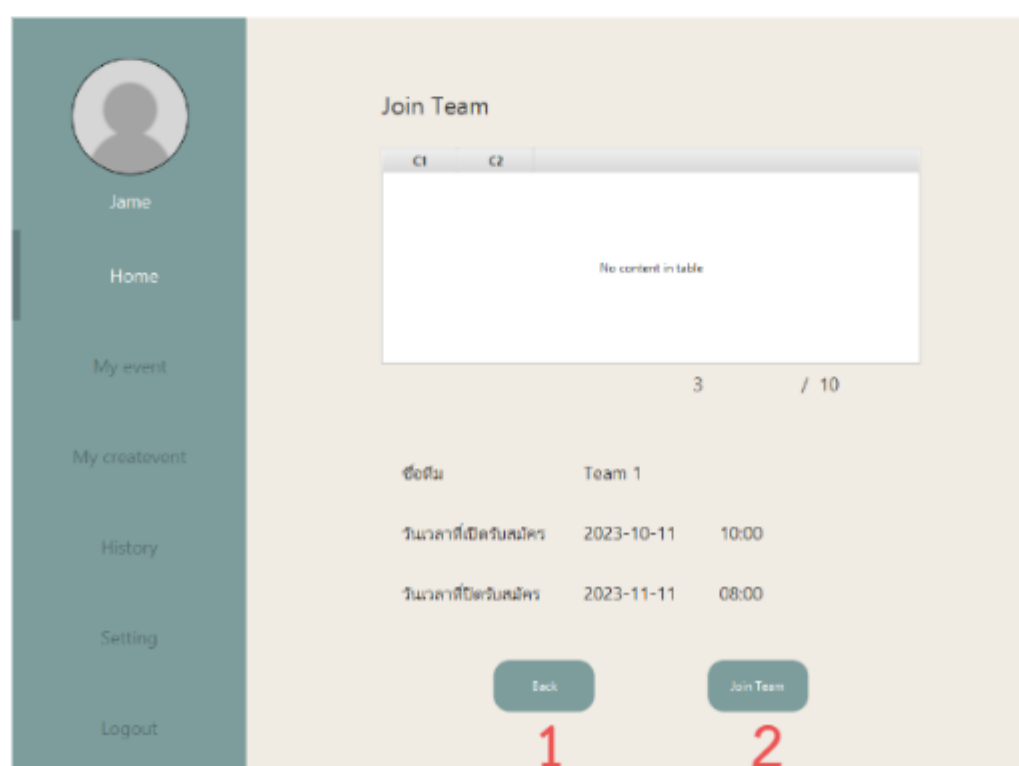 Jame
Home
My event
My createvent
History
Setting
Logout
Join Team
C1 C2
No content in table
3 / 10
ชื่อทีม Team 1
วันเวลาที่เปิดรับสมัคร 2023-10-11 10:00
วันเวลาที่ปิดรับสมัคร 2023-11-11 08:00
Back Join Team
1 2